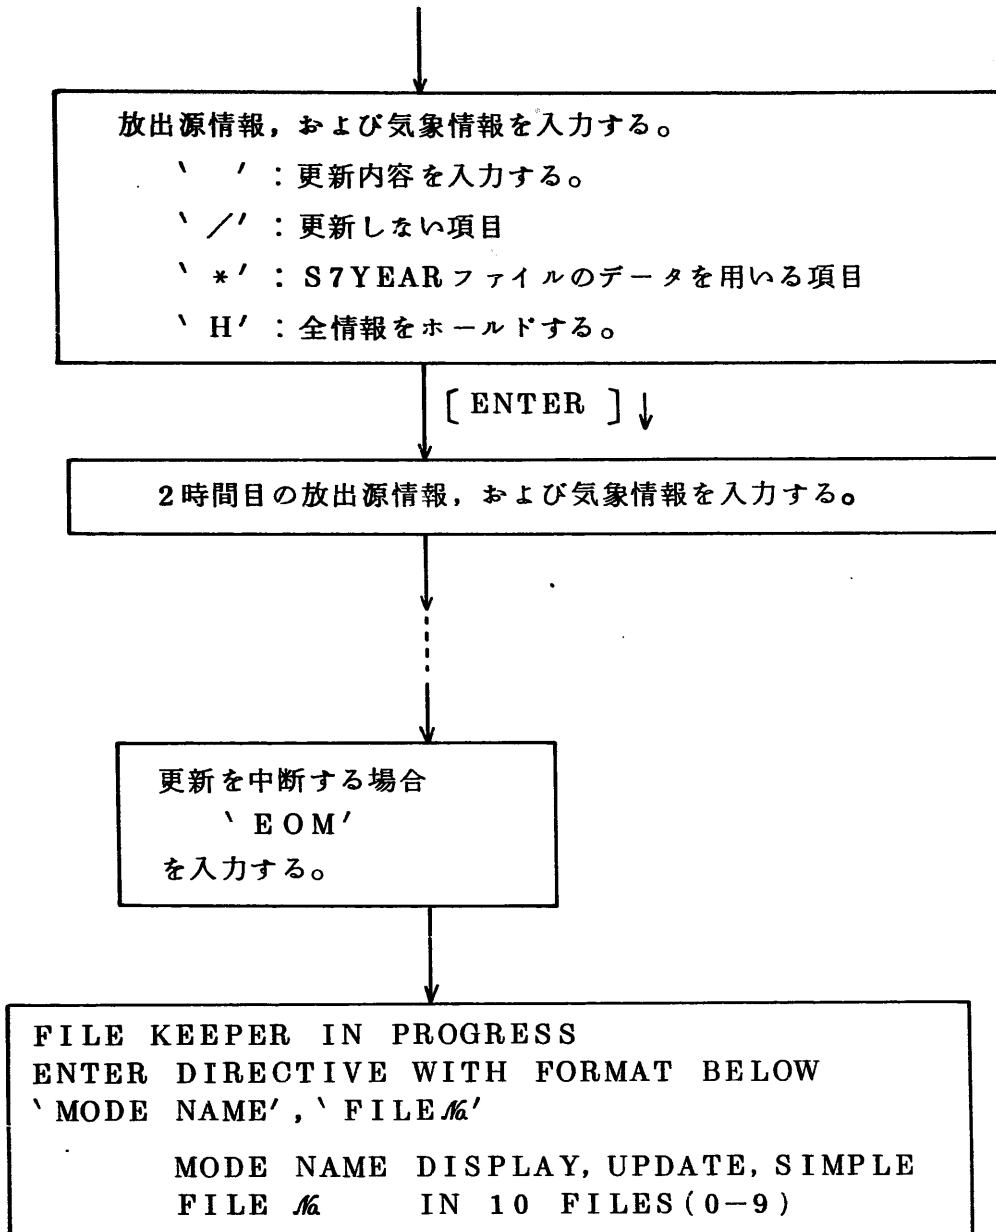 放出源情報，および気象情報を入力する。
｀　′：更新内容を入力する。
｀／′：更新しない項目
｀＊′：S7YEARファイルのデータを用いる項目
｀H′：全情報をホールドする。
［ENTER］↓
2時間目の放出源情報，および気象情報を入力する。
更新を中断する場合
｀EOM′
を入力する。
FILE KEEPER IN PROGRESS
ENTER DIRECTIVE WITH FORMAT BELOW
｀MODE NAME′,｀FILE№′
MODE NAME DISPLAY, UPDATE, SIMPLE
FILE № IN 10 FILES(0−9)